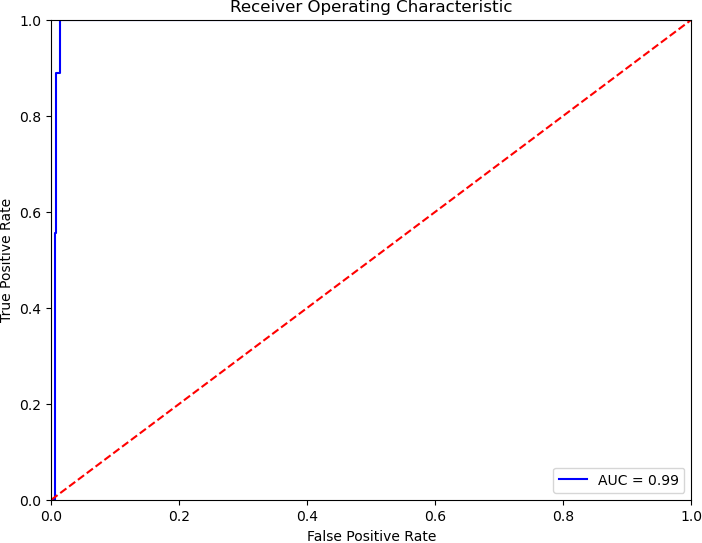 Receiver Operating Characteristic
1.0
0.8
0.6
0.4
0.2
0.0
True Positive Rate
AUC = 0.99
0.0 0.2 0.4 0.6 0.8 1.0
False Positive Rate